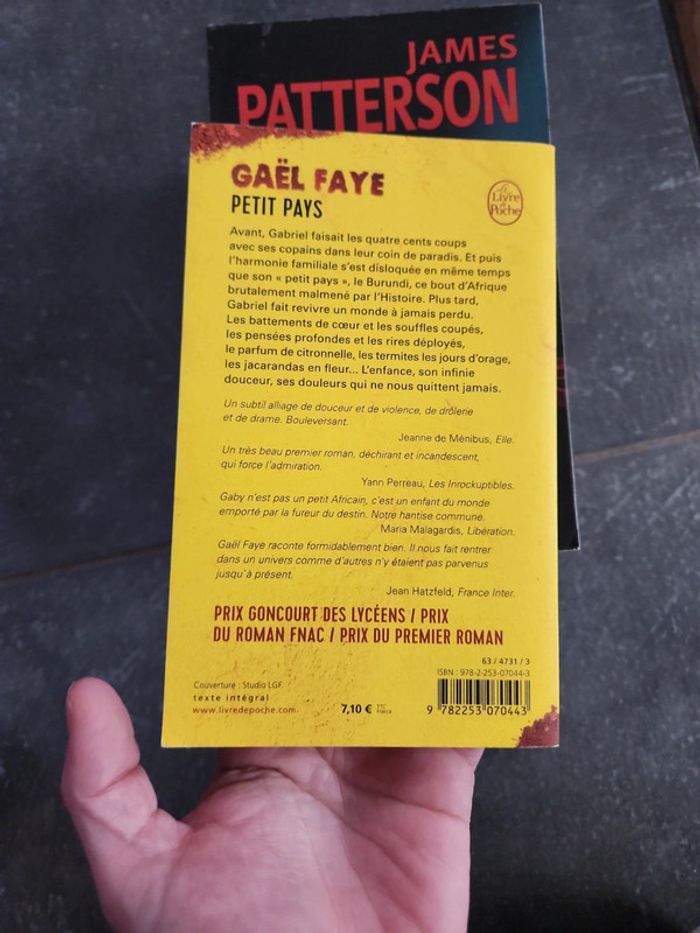 JAMES
PATTERSON
GAËL FAYE
PETIT PAYS
Le
Livre
de
Poche
Avant, Gabriel faisait les quatre cents coups
avec ses copains dans leur coin de paradis. Et puis
l'harmonie familiale s'est disloquée en même temps
que son « petit pays », le Burundi, ce bout d'Afrique
brutalement malmené par l'Histoire. Plus tard,
Gabriel fait revivre un monde à jamais perdu.
Les battements de cœur et les souffles coupés,
les pensées profondes et les rires déployés,
le parfum de citronnelle, les termites les jours d'orage,
les jacarandas en fleur... L'enfance, son infinie
douceur, ses douleurs qui ne nous quittent jamais.
Un subtil alliage de douceur et de violence, de drôlerie
et de drame. Bouleversant.
Jeanne de Ménibus, Elle.
Un très beau premier roman, déchirant et incandescent,
qui force l'admiration.
Yann Perreau, Les Inrockuptibles.
Gaby n'est pas un petit Africain, c'est un enfant du monde
emporté par la fureur du destin. Notre hantise commune.
Maria Malagardis, Libération.
Gaël Faye raconte formidablement bien. Il nous fait rentrer
dans un univers comme d'autres n'y étaient pas parvenus
jusqu'à présent.
Jean Hatzfeld, France Inter.
PRIX GONCOURT DES LYCÉENS / PRIX
DU ROMAN FNAC / PRIX DU PREMIER ROMAN
63 / 4731 / 3
ISBN : 978-2-253-07044-3
Couverture : Studio LGF.
texte intégral
www.livredepoche.com
7,10 € TTC
France
9 782253 070443